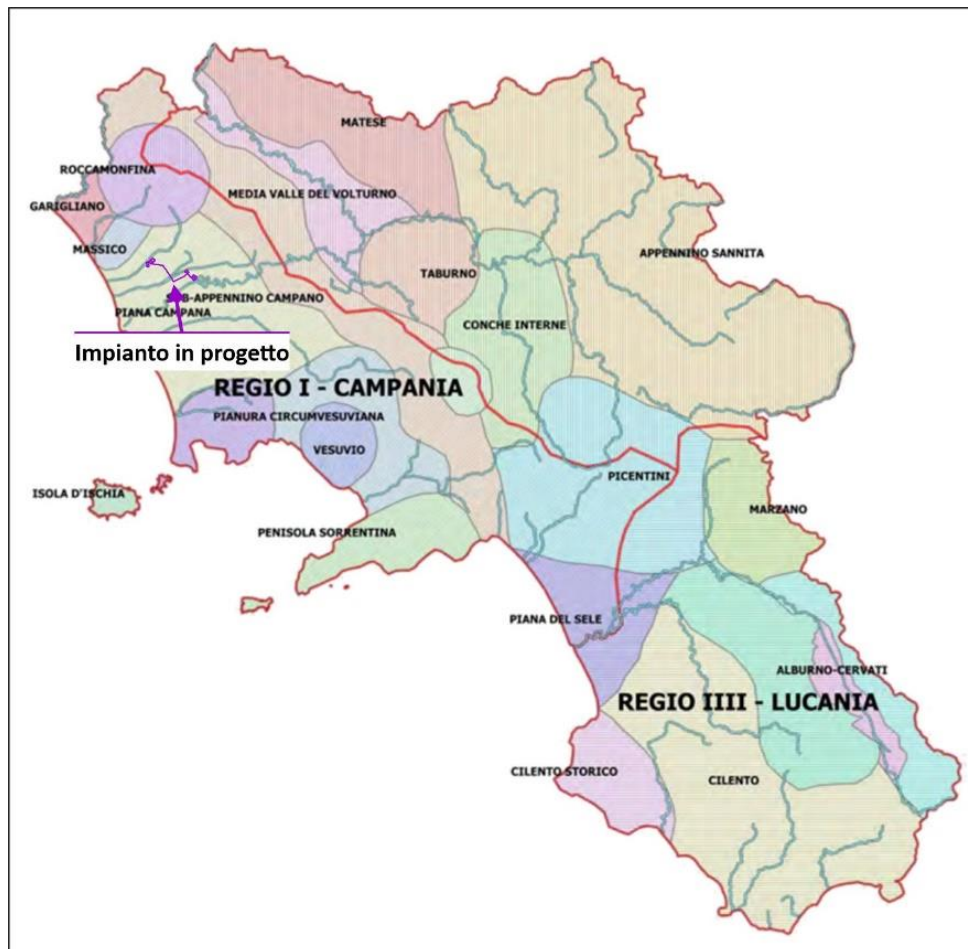 MATESE
ROCCAMONFINA
MEDIA VALLE DEL VOLTURNO
GARIGLIANO
MASSICO
APPENNINO SANNITA
TABURNO
SUB-APPENNINO CAMPANO
PIANA CAMPANA
CONCHE INTERNE
Impianto in progetto
REGIO I - CAMPANIA
PIANURA CIRCUMVESUVIANA
VESUVIO
PICENTINI
ISOLA D'ISCHIA
MARZANO
PENISOLA SORRENTINA
PIANA DEL SELE
ALBURNO-CERVATI
REGIO IIII - LUCANIA
CILENTO STORICO
CILENTO